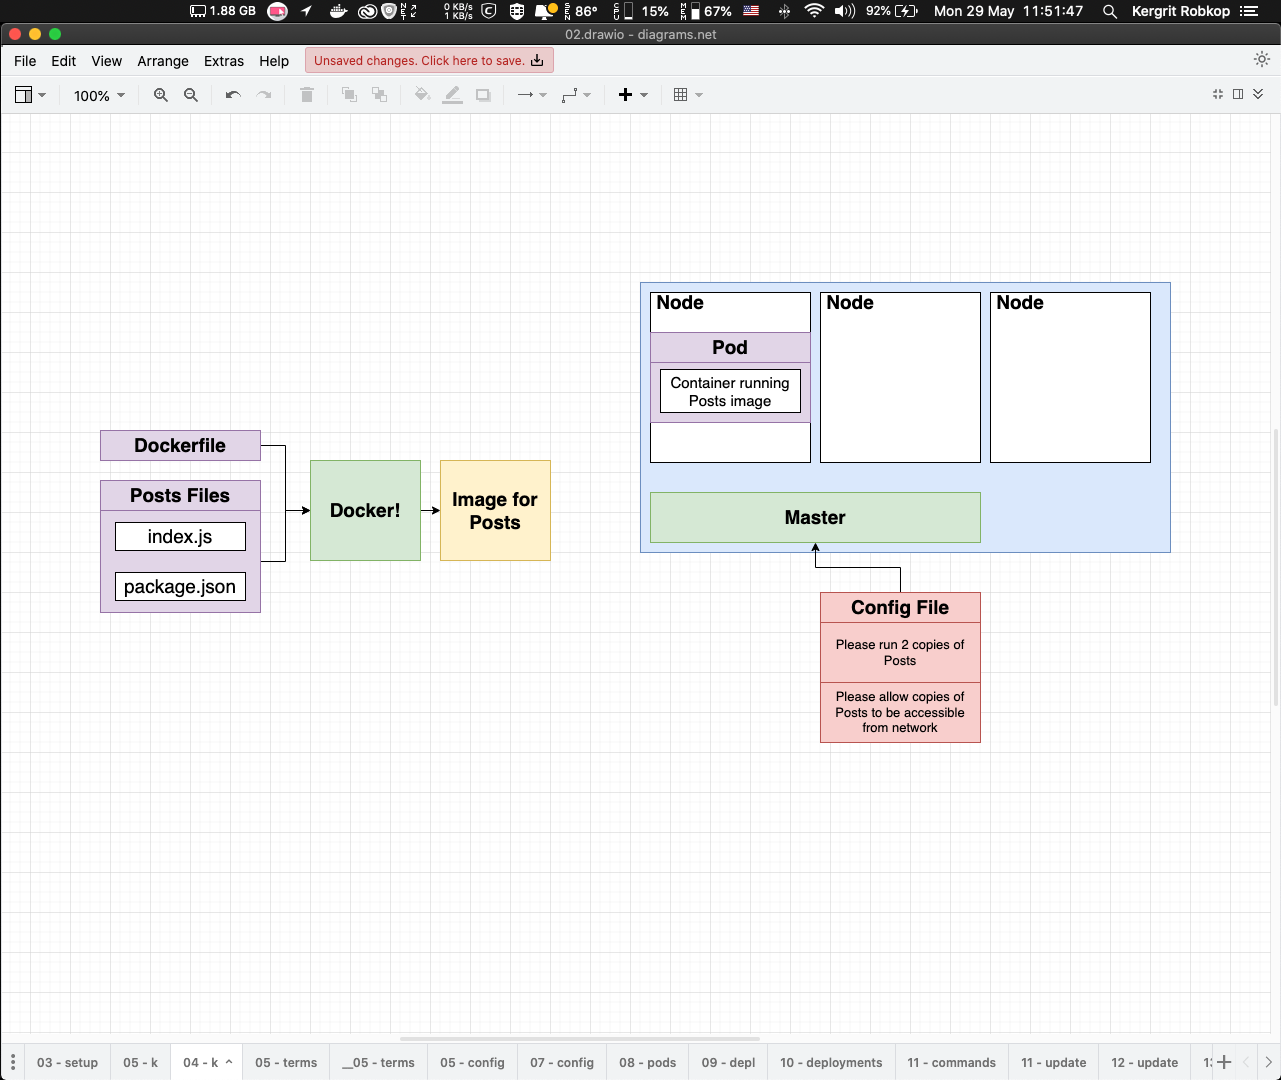 1.88 GB
0 KB/s
1 KB/s
86°
15%
67%
92%
Mon 29 May 11:51:47
Kergrit Robkop
02.drawio - diagrams.net
File Edit View Arrange Extras Help
Unsaved changes. Click here to save.
100%
Node
Node
Node
Pod
Container running
Posts image
Dockerfile
Posts Files
index.js
package.json
Docker!
Image for
Posts
Master
Config File
Please run 2 copies of
Posts
Please allow copies of
Posts to be accessible
from network
03 - setup
05 - k
04 - k
05 - terms
__05 - terms
05 - config
07 - config
08 - pods
09 - depl
10 - deployments
11 - commands
11 - update
12 - update